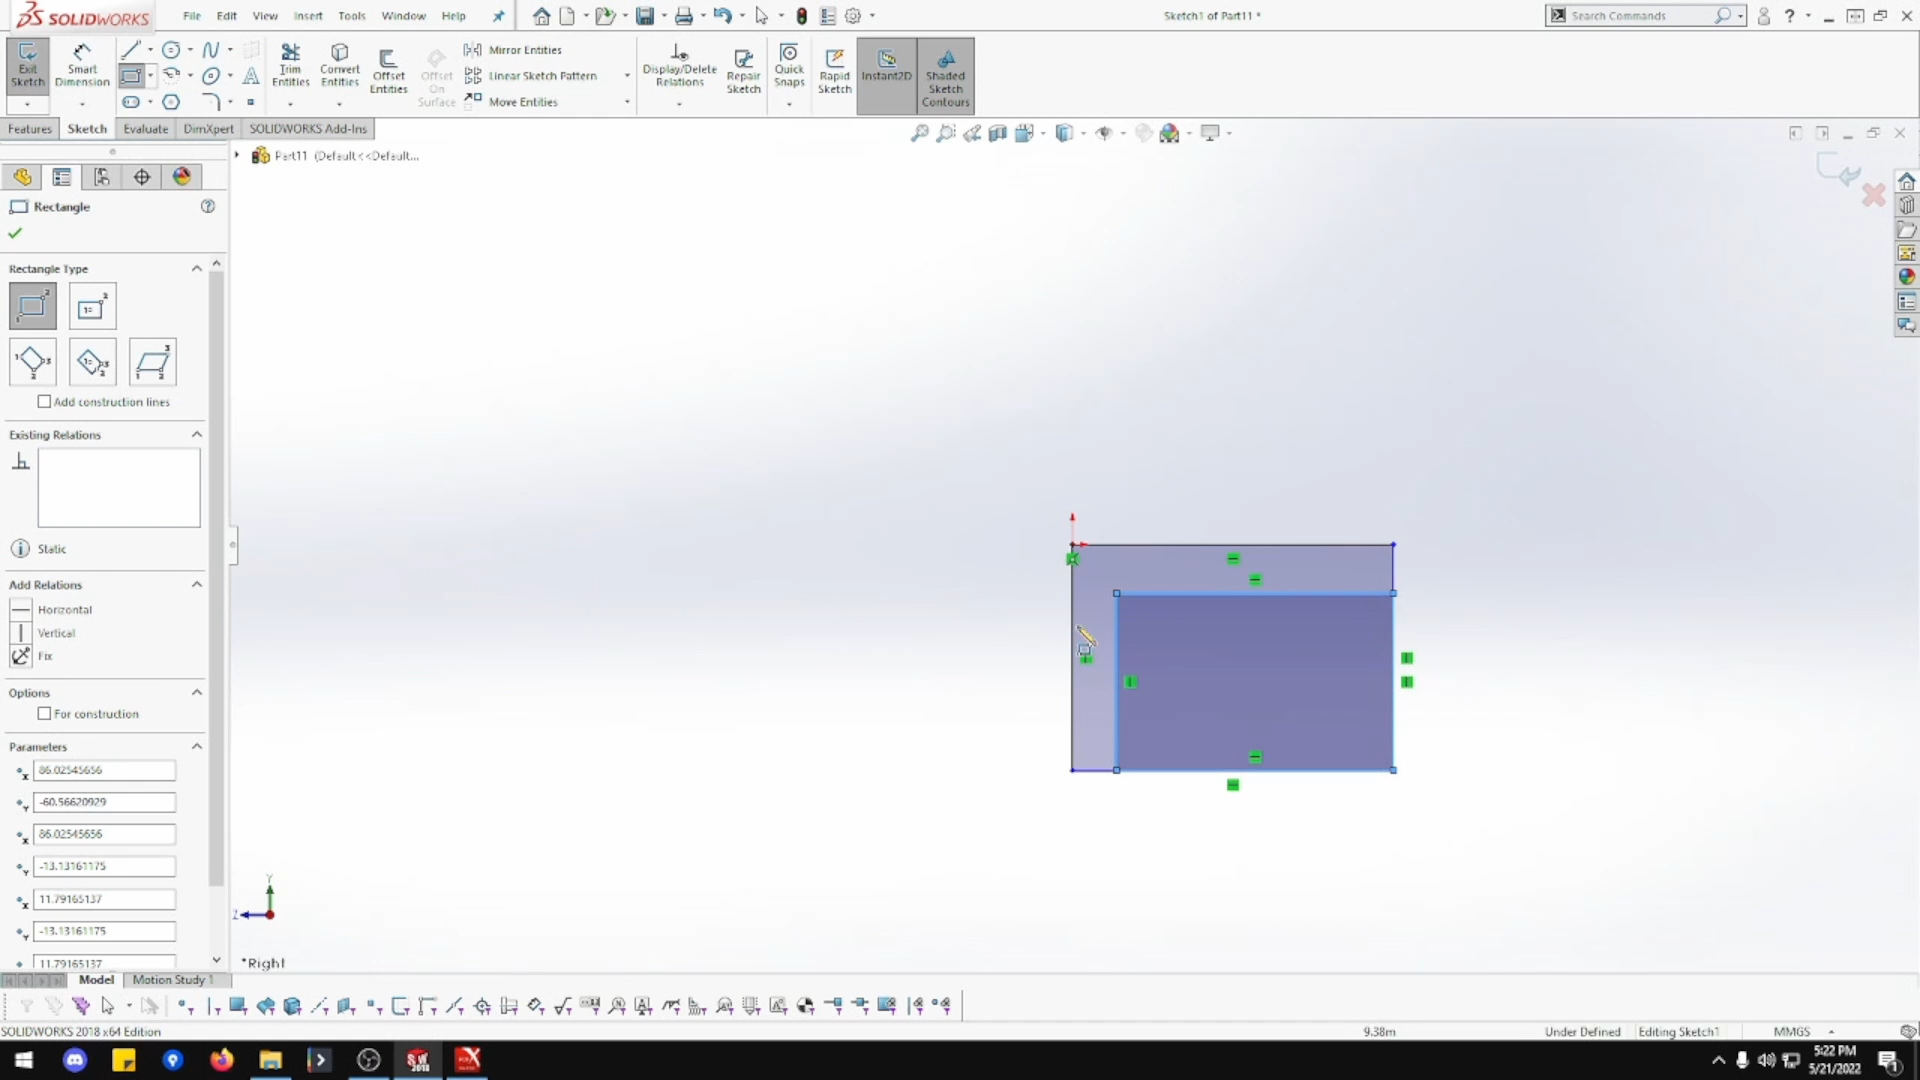 SOLIDWORKS
File Edit View Insert Tools Window Help
Sketch1 of Part11 *
Search Commands
Exit Sketch
Smart Dimension
Trim Entities
Convert Entities
Offset Entities
Offset On Surface
Mirror Entities
Linear Sketch Pattern
Move Entities
Display/Delete Relations
Repair Sketch
Quick Snaps
Rapid Sketch
Instant2D
Shaded Sketch Contours
Features Sketch Evaluate DimXpert SOLIDWORKS Add-Ins
Part11 (Default<<Default...
Rectangle
Rectangle Type
Add construction lines
Existing Relations
Static
Add Relations
Horizontal
Vertical
Fix
Options
For construction
Parameters
86.02545656
-60.56620929
86.02545656
-13.13161175
11.79165137
-13.13161175
11.79165137
Y
Z
*Right
Model Motion Study 1
SOLIDWORKS 2018 x64 Edition
9.38m
Under Defined
Editing Sketch1
MMGS
5:22 PM
5/21/2022